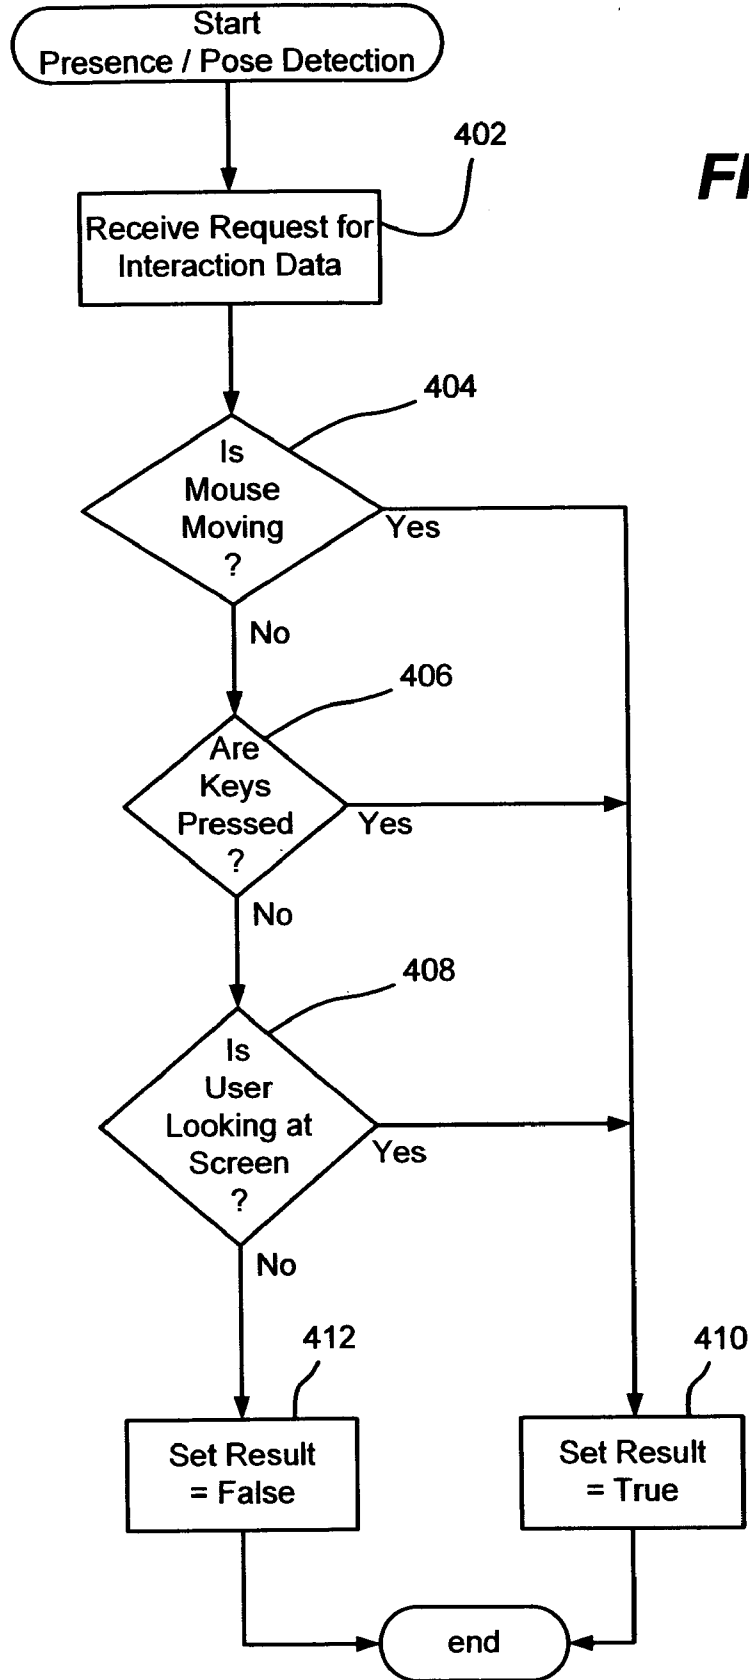 Start
Presence / Pose Detection
402
Receive Request for
Interaction Data
404
Is
Mouse
Moving
?
Yes
No
406
Are
Keys
Pressed
?
Yes
No
408
Is
User
Looking at
Screen
?
Yes
No
412
Set Result
= False
410
Set Result
= True
end